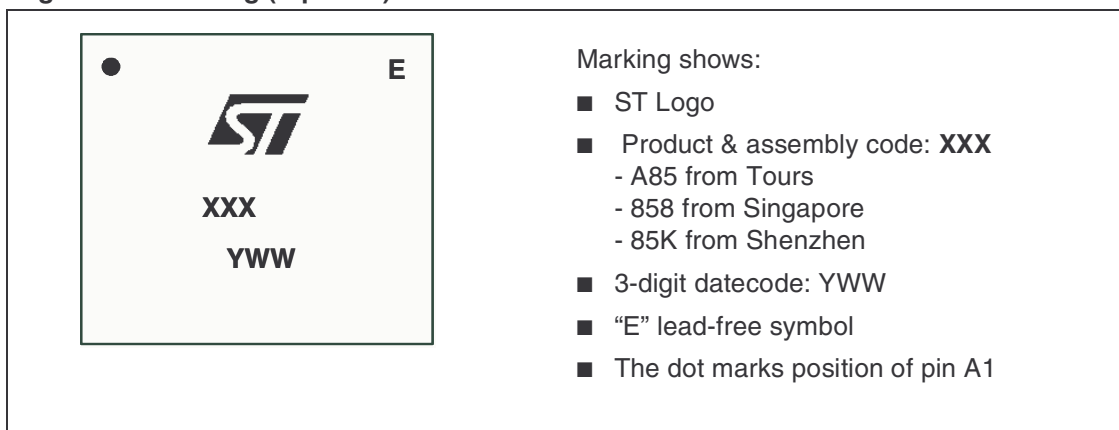 E
ST
XXX
YWW
Marking shows:
■ ST Logo
■ Product & assembly code: XXX
- A85 from Tours
- 858 from Singapore
- 85K from Shenzhen
■ 3-digit datecode: YWW
■ “E” lead-free symbol
■ The dot marks position of pin A1